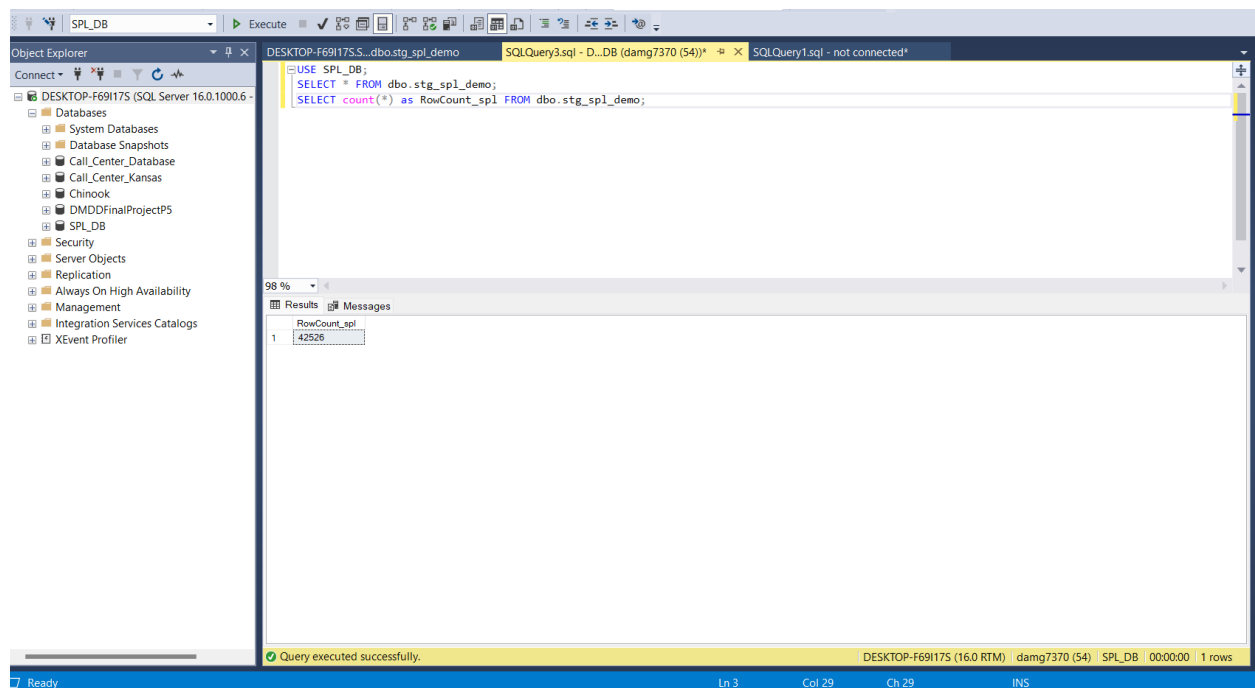 SPL_DB Execute
Object Explorer
Connect
DESKTOP-F69I17S (SQL Server 16.0.1000.6 -
Databases
System Databases
Database Snapshots
Call_Center_Database
Call_Center_Kansas
Chinook
DMDDFinalProjectP5
SPL_DB
Security
Server Objects
Replication
Always On High Availability
Management
Integration Services Catalogs
XEvent Profiler
DESKTOP-F69I17S.S...dbo.stg_spl_demo SQLQuery3.sql - D...DB (damg7370 (54))* SQLQuery1.sql - not connected*
USE SPL_DB;
SELECT * FROM dbo.stg_spl_demo;
SELECT count(*) as RowCount_spl FROM dbo.stg_spl_demo;
98 %
Results Messages
RowCount_spl
1 42526
Query executed successfully. DESKTOP-F69I17S (16.0 RTM) damg7370 (54) SPL_DB 00:00:00 1 rows
Ready Ln 3 Col 29 Ch 29 INS